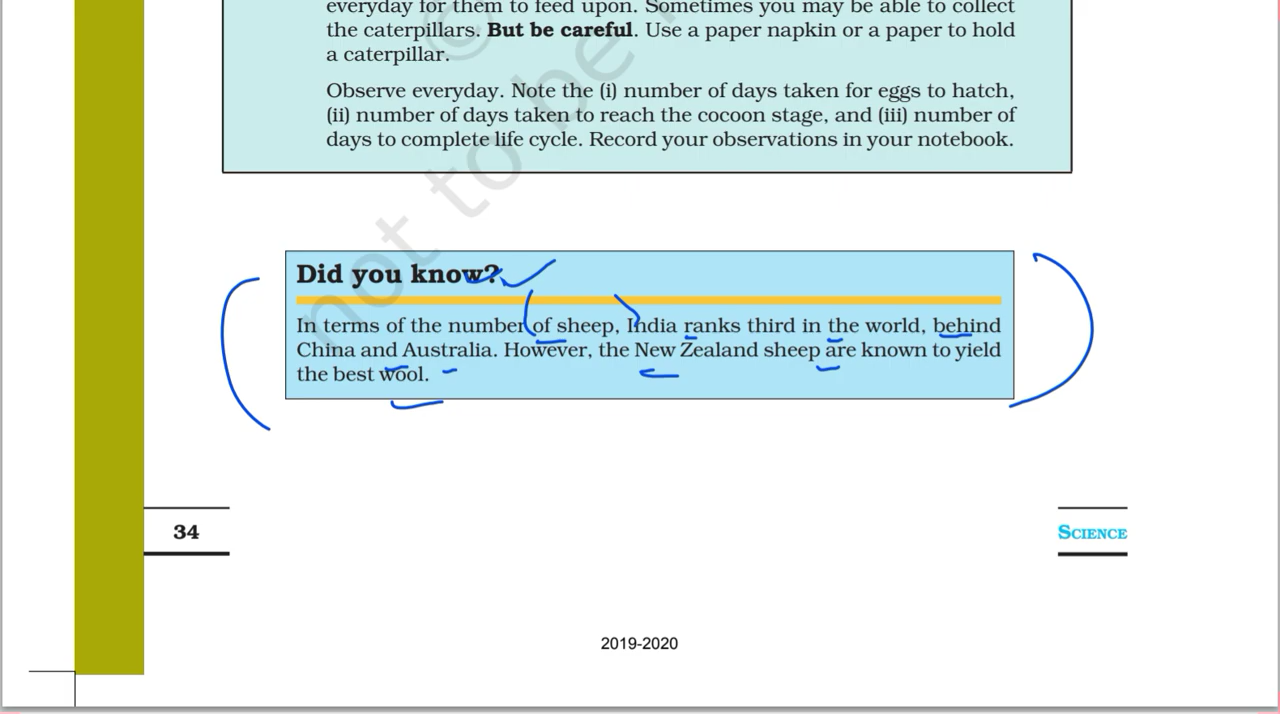 everyday for them to feed upon. Sometimes you may be able to collect
the caterpillars. But be careful. Use a paper napkin or a paper to hold
a caterpillar.
Observe everyday. Note the (i) number of days taken for eggs to hatch,
(ii) number of days taken to reach the cocoon stage, and (iii) number of
days to complete life cycle. Record your observations in your notebook.
©
not to be
Did you know?
In terms of the number of sheep, India ranks third in the world, behind
China and Australia. However, the New Zealand sheep are known to yield
the best wool.
34
SCIENCE
2019-2020